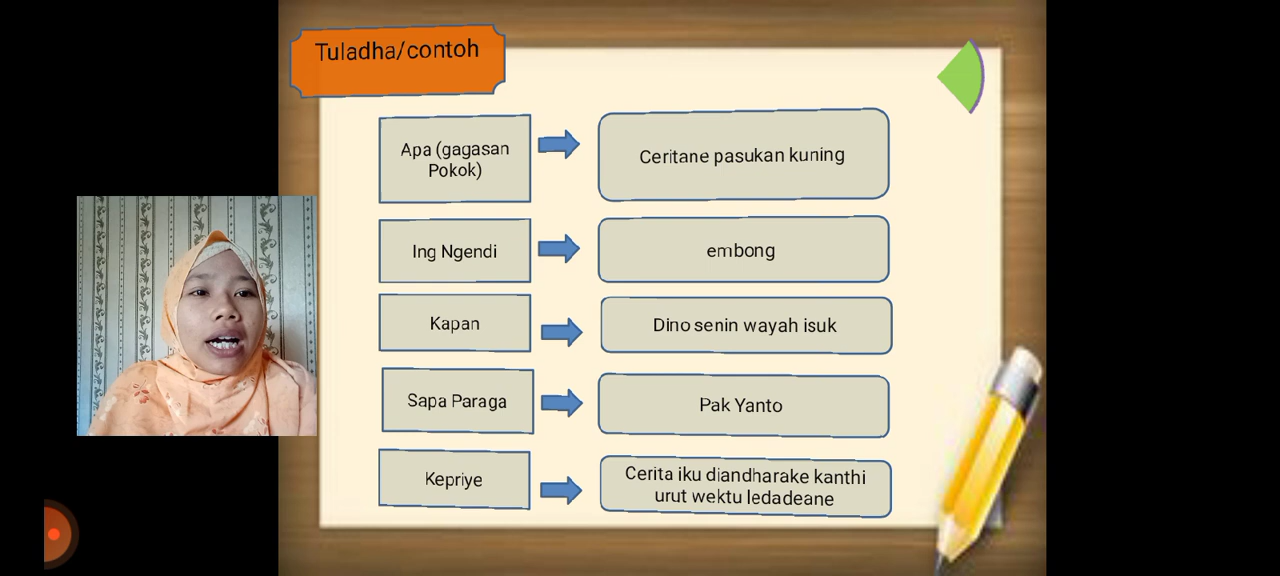 Tuladha/contoh
Apa (gagasan
Pokok)
Ceritane pasukan kuning
Ing Ngendi
embong
Kapan
Dino senin wayah isuk
Sapa Paraga
Pak Yanto
Kepriye
Cerita iku diandharake kanthi
urut wektu ledadeane